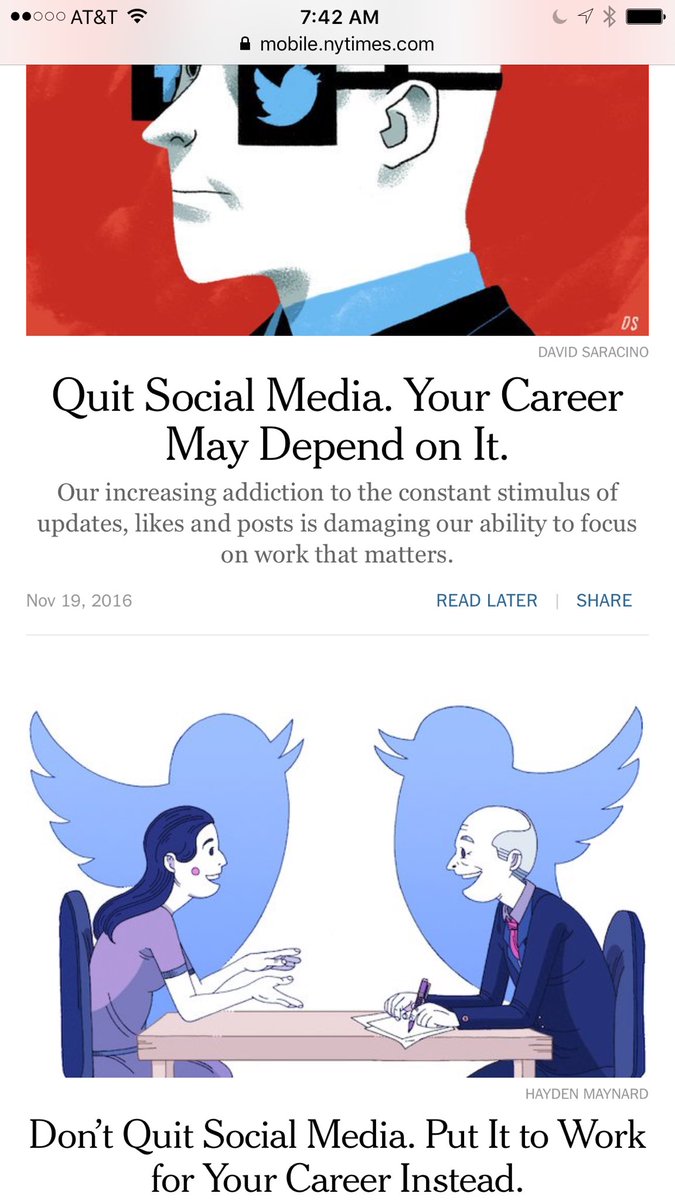 AT&T 7:42 AM
mobile.nytimes.com
DS
DAVID SARACINO
Quit Social Media. Your Career
May Depend on It.
Our increasing addiction to the constant stimulus of
updates, likes and posts is damaging our ability to focus
on work that matters.
Nov 19, 2016 READ LATER | SHARE
HAYDEN MAYNARD
Don’t Quit Social Media. Put It to Work
for Your Career Instead.